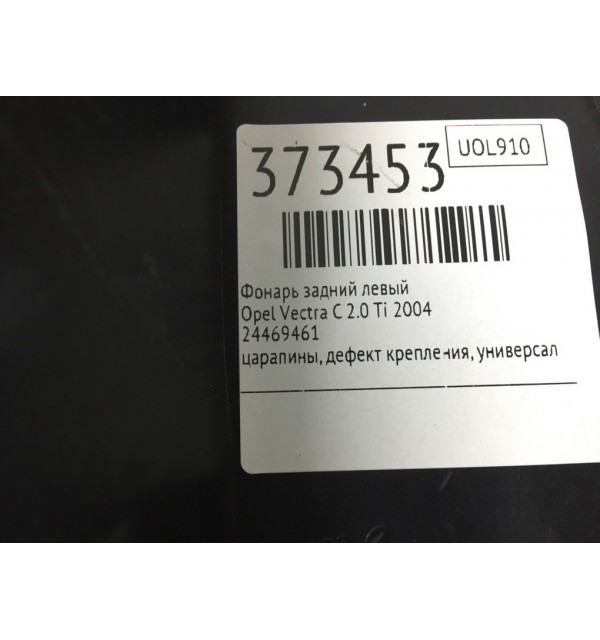 373453
UOL910
Фонарь задний левый
Opel Vectra C 2.0 Ti 2004
24469461
царапины, дефект крепления, универсал